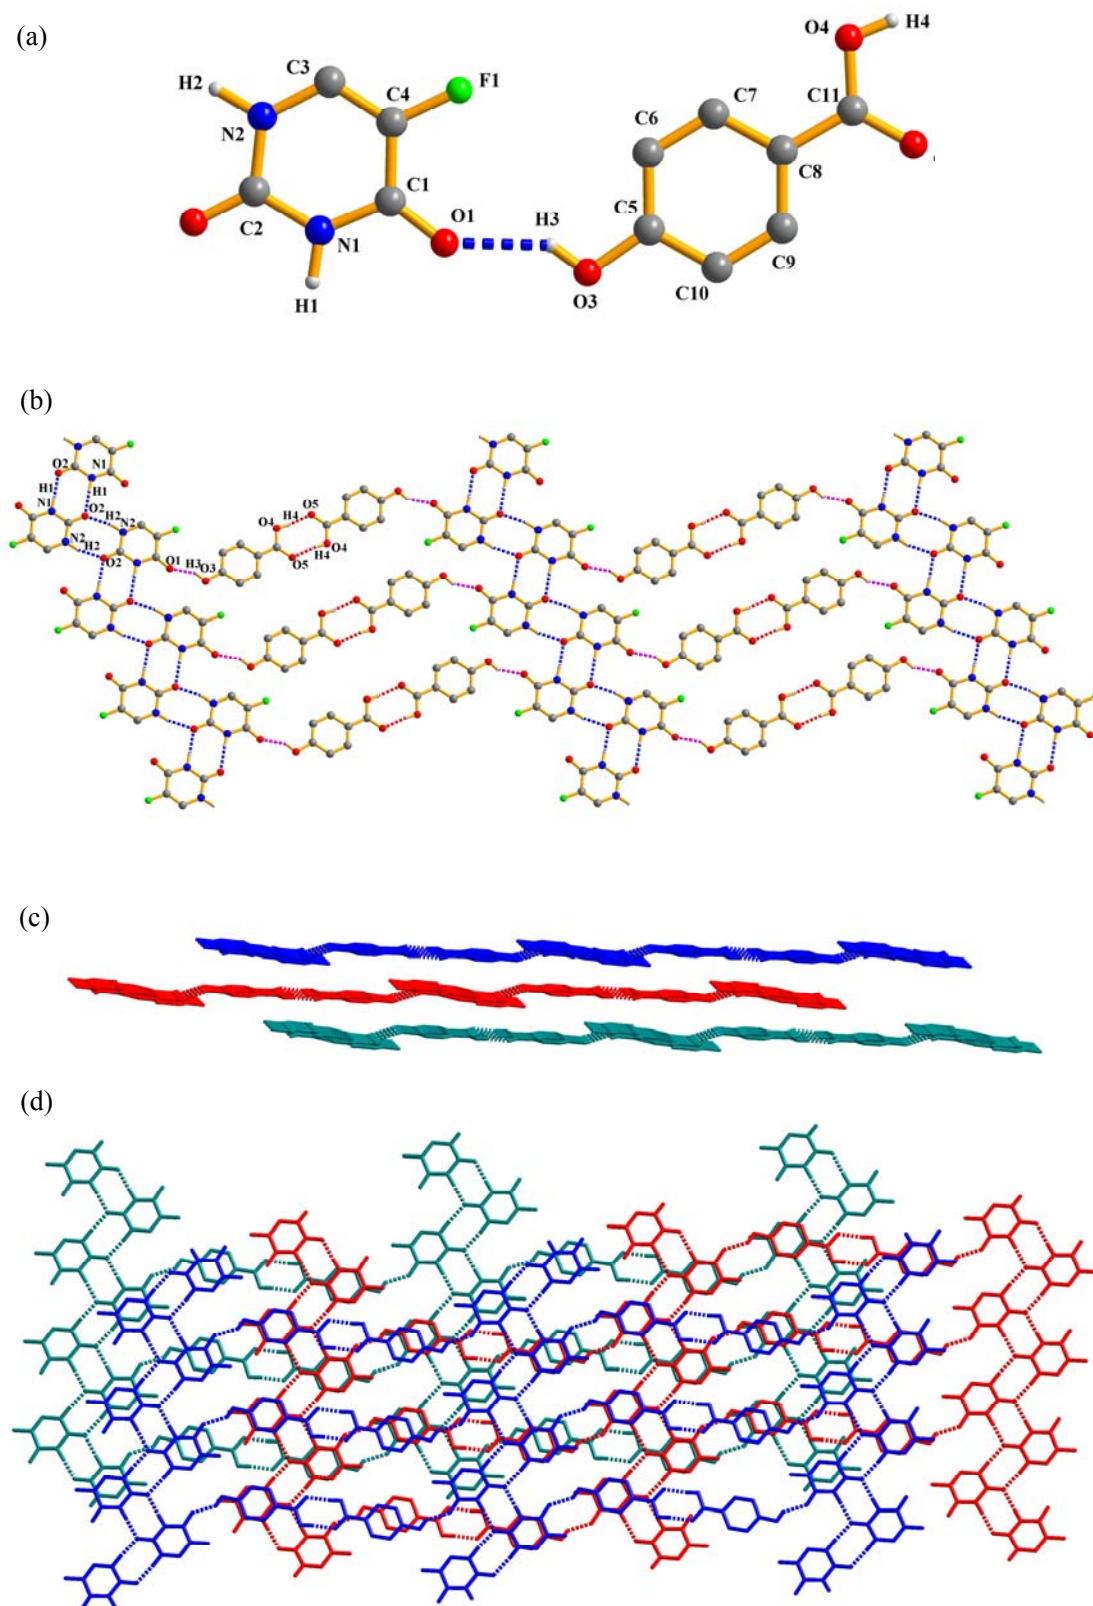 (a)
O4 H4
C3 F1
H2 C4 C7 C11
N2 C6
C8
C1
C2 N1 O1 H3 C5
C9
H1 O3 C10
(b)
O2 N1
H1 H1
N1 O2 H2 N2
N2 H2 O2 O1 H3 O3
O4 H4 O5
O5 H4 O4
(c)
(d)